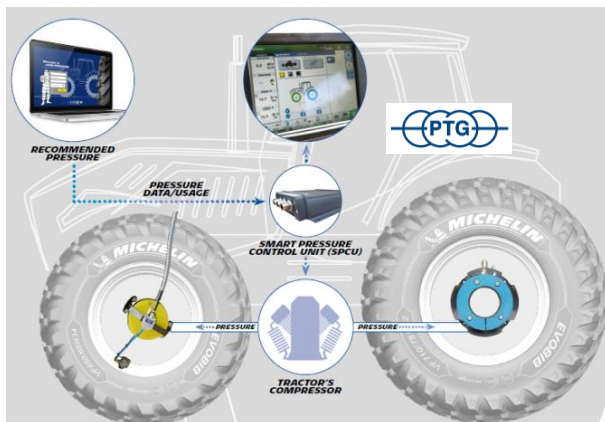 PTG
RECOMMENDED
PRESSURE
PRESSURE
DATA/USAGE
SMART PRESSURE
CONTROL UNIT (SPCU)
MICHELIN
MICHELIN
EVOBIB
EVOBIB
PRESSURE
PRESSURE
TRACTOR'S
COMPRESSOR